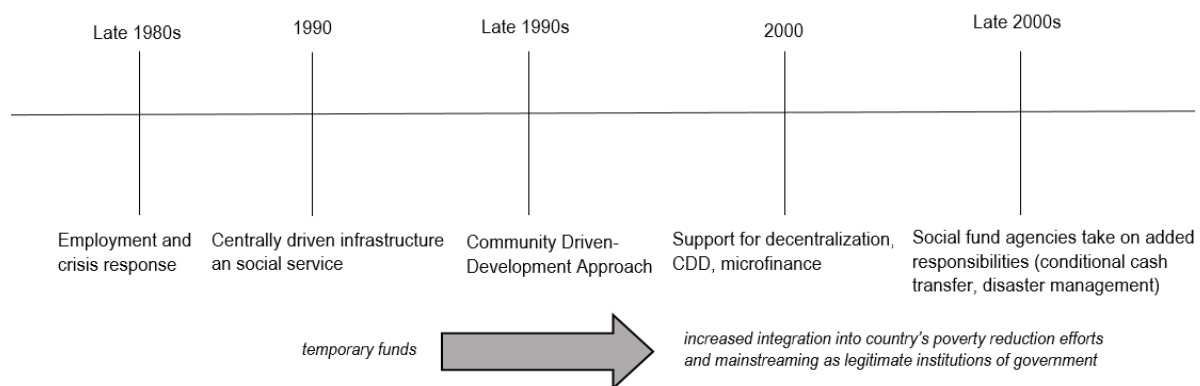 Late 1980s
1990
Late 1990s
2000
Late 2000s
Employment and
crisis response
Centrally driven infrastructure
an social service
Community Driven-
Development Approach
Support for decentralization,
CDD, microfinance
Social fund agencies take on added
responsibilities (conditional cash
transfer, disaster management)
temporary funds
increased integration into country's poverty reduction efforts
and mainstreaming as legitimate institutions of government